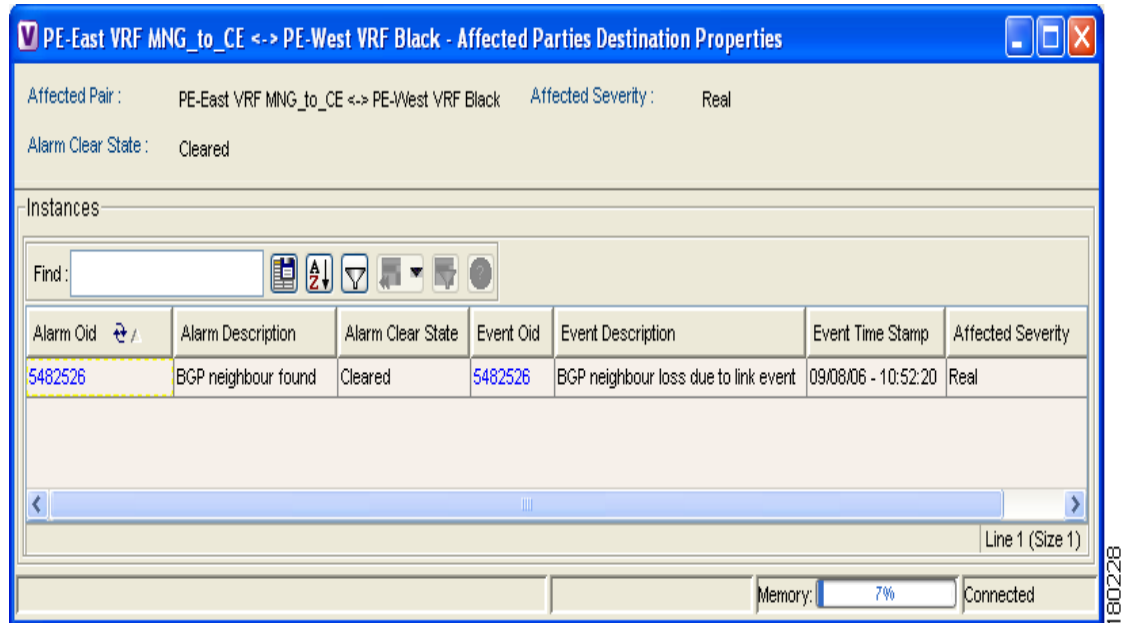 PE-East VRF MNG_to_CE <-> PE-West VRF Black - Affected Parties Destination Properties
Affected Pair : PE-East VRF MNG_to_CE <-> PE-West VRF Black Affected Severity : Real
Alarm Clear State : Cleared
Instances
Find :
Alarm Oid Alarm Description Alarm Clear State Event Oid Event Description Event Time Stamp Affected Severity
5482526 BGP neighbour found Cleared 5482526 BGP neighbour loss due to link event 09/08/06 - 10:52:20 Real
Line 1 (Size 1)
Memory: 7% Connected
180228